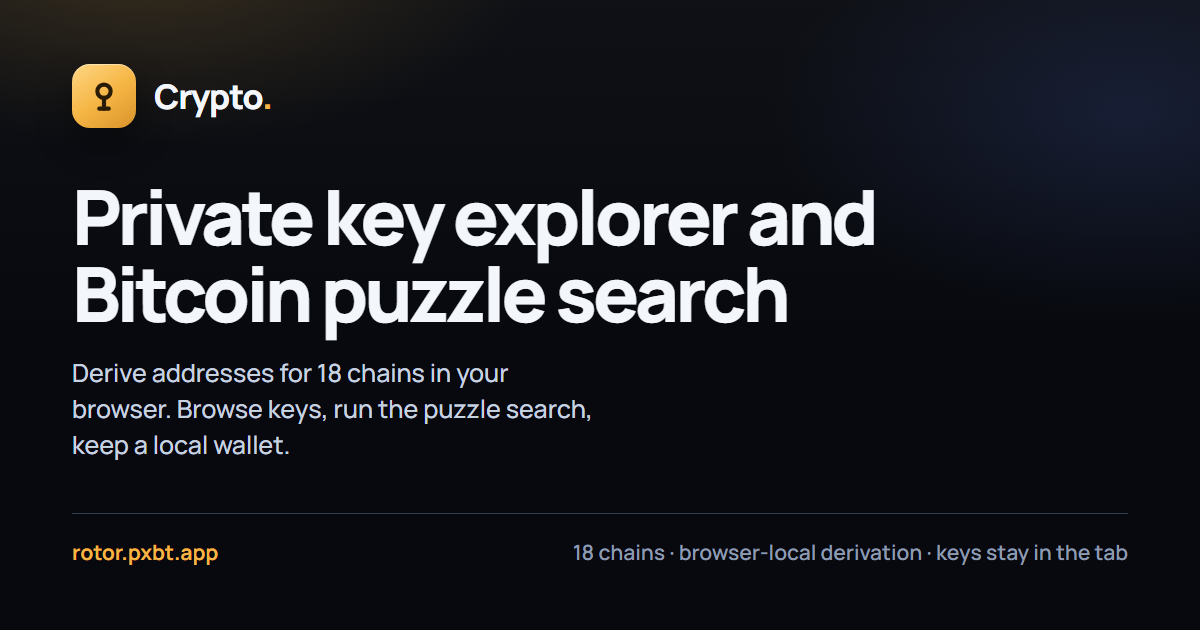 Crypto.
Private key explorer and
Bitcoin puzzle search
Derive addresses for 18 chains in your
browser. Browse keys, run the puzzle search,
keep a local wallet.
rotor.pxbt.app
18 chains · browser-local derivation · keys stay in the tab